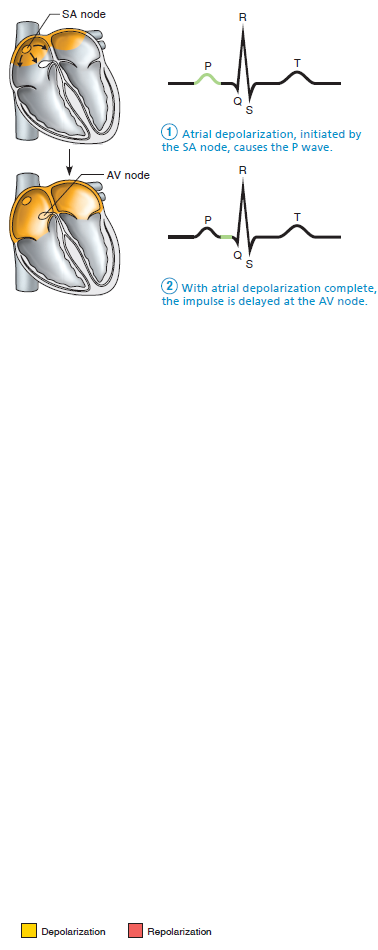 SA node
R
P
T
Q
S
1 Atrial depolarization, initiated by
the SA node, causes the P wave.
AV node
R
P
T
Q
S
2 With atrial depolarization complete,
the impulse is delayed at the AV node.
Depolarization
Repolarization